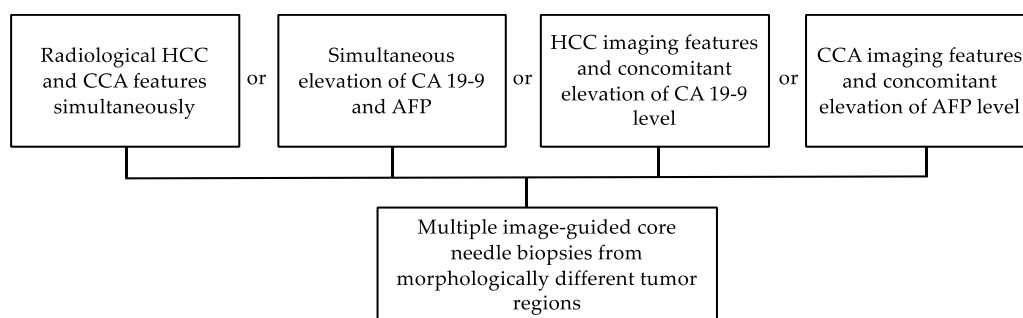 Radiological HCC
and CCA features
simultaneously
or
Simultaneous
elevation of CA 19-9
and AFP
or
HCC imaging features
and concomitant
elevation of CA 19-9
level
or
CCA imaging features
and concomitant
elevation of AFP level
Multiple image-guided core
needle biopsies from
morphologically different tumor
regions